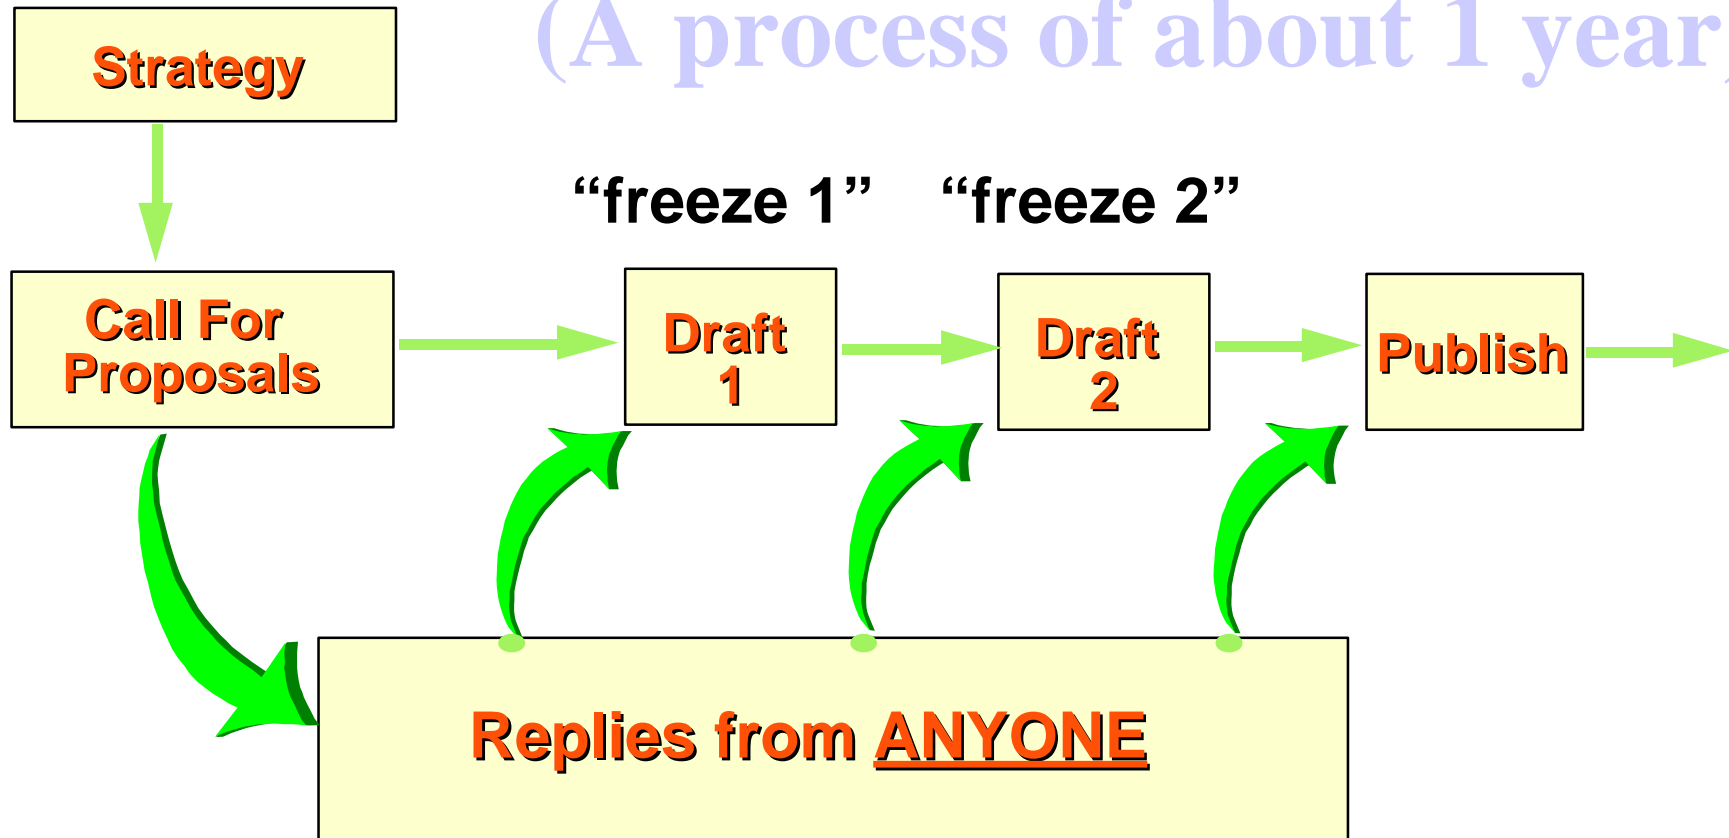 (A process of about 1 year)
Strategy
“freeze 1” “freeze 2”
Call For
Proposals
Draft
1
Draft
2
Publish
Replies from ANYONE